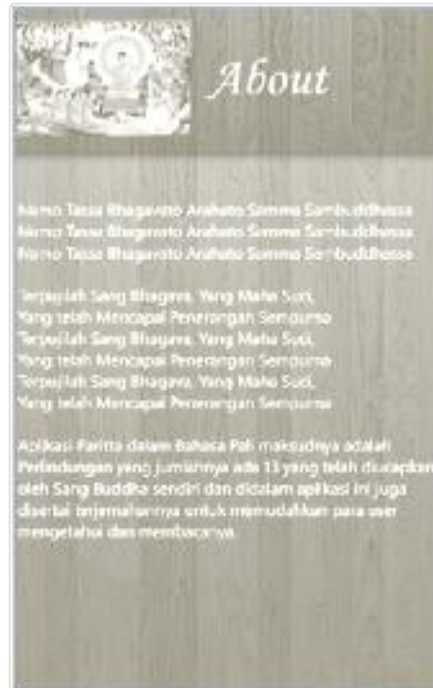 About
Namo Tassa Bhagavato Arahato Samma Sambuddhassa
Namo Tassa Bhagavato Arahato Samma Sambuddhassa
Namo Tassa Bhagavato Arahato Samma Sambuddhassa
Terpujilah Sang Bhagava, Yang Maha Suci,
Yang telah Mencapai Penerangan Sempurna
Terpujilah Sang Bhagava, Yang Maha Suci,
Yang telah Mencapai Penerangan Sempurna
Terpujilah Sang Bhagava, Yang Maha Suci,
Yang telah Mencapai Penerangan Sempurna
Aplikasi Paritta dalam Bahasa Pali maksudnya adalah
Perlindungan yang jumlahnya ada 13 yang telah diucapkan
oleh Sang Buddha sendiri dan didalam aplikasi ini juga
disertai terjemahannya untuk memudahkan para user
mengetahui dan membacanya.